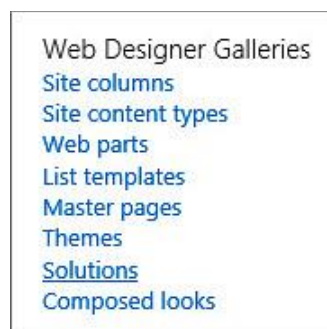 Web Designer Galleries
Site columns
Site content types
Web parts
List templates
Master pages
Themes
Solutions
Composed looks